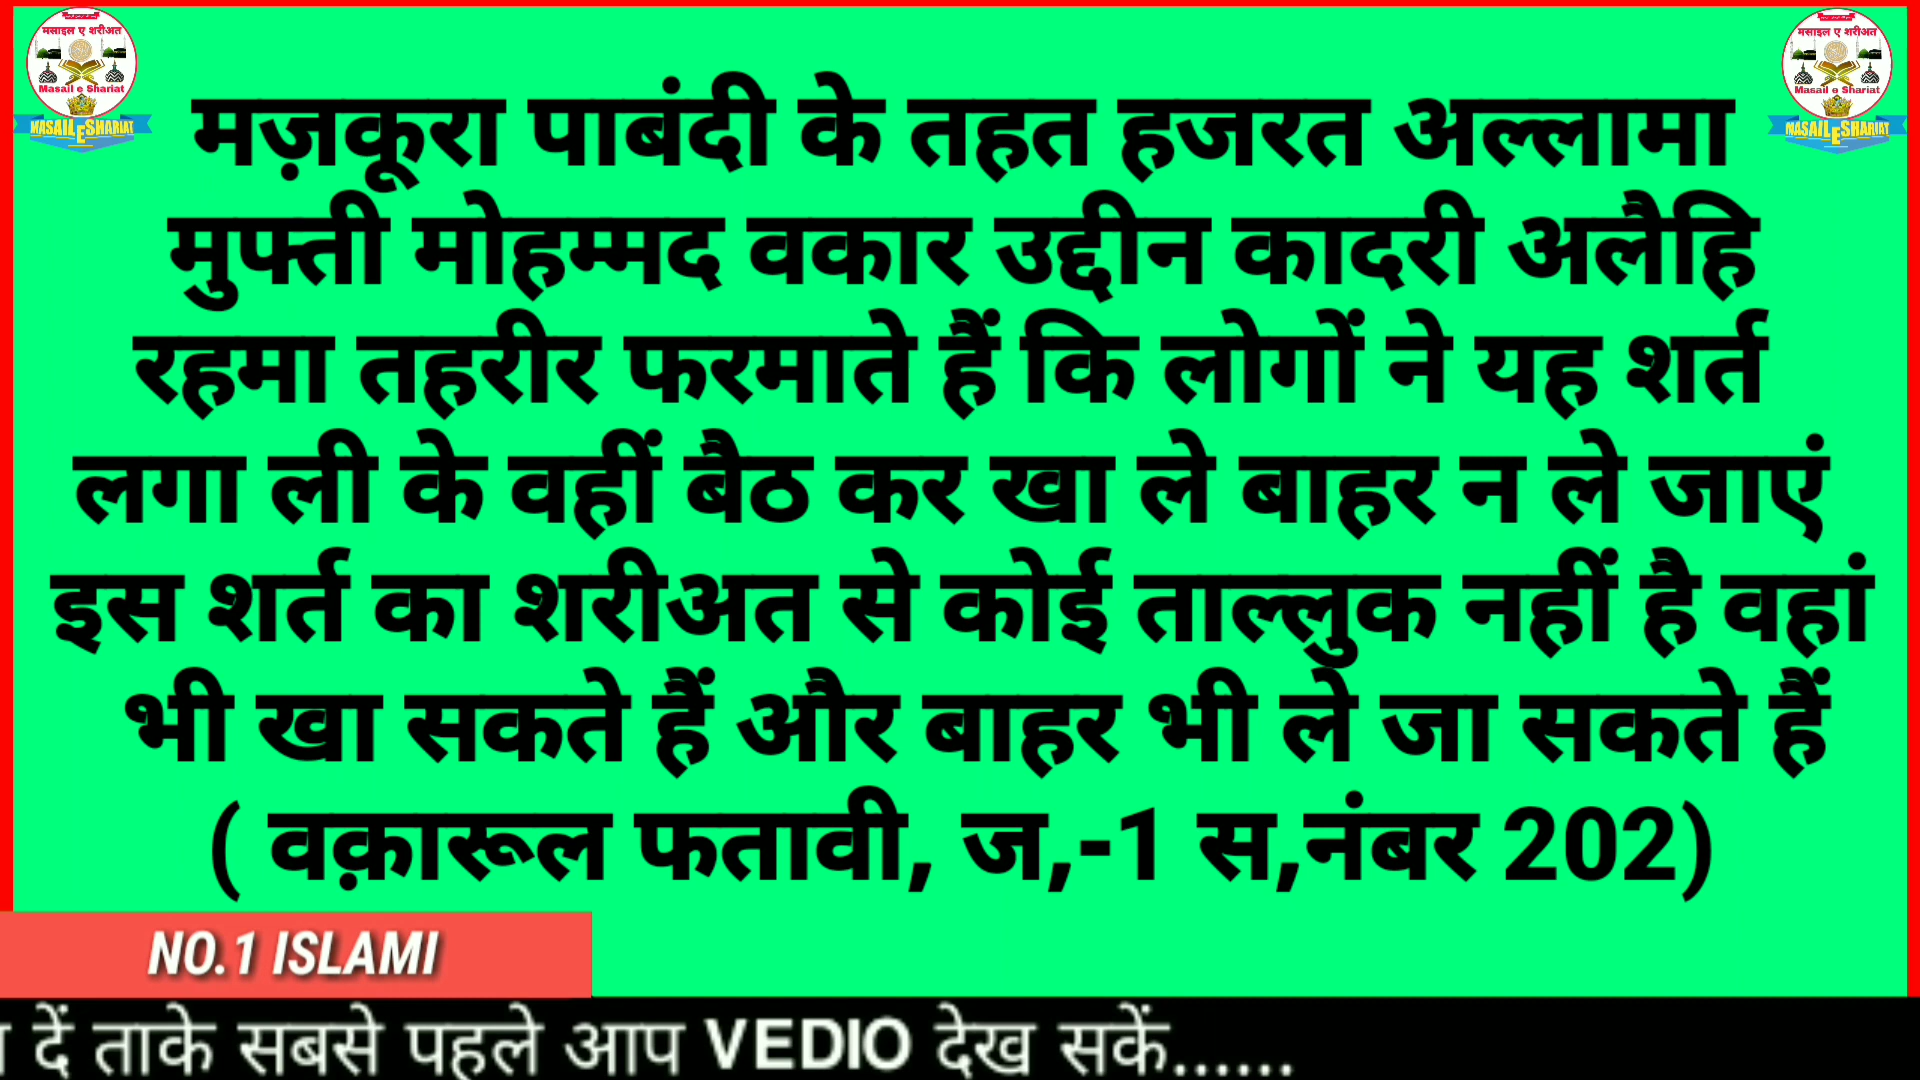 मसाइल ए शरीअत
Masail e Shariat
MASAIL E SHARIAT
मसाइल ए शरीअत
Masail e Shariat
MASAIL E SHARIAT
मज़कूरा पाबंदी के तहत हजरत अल्लामा
मुफ्ती मोहम्मद वकार उद्दीन कादरी अलैहि
रहमा तहरीर फरमाते हैं कि लोगों ने यह शर्त
लगा ली के वहीं बैठ कर खा ले बाहर न ले जाएं
इस शर्त का शरीअत से कोई ताल्लुक नहीं है वहां
भी खा सकते हैं और बाहर भी ले जा सकते हैं
( वक़ारूल फतावी, ज,-1 स,नंबर 202)
NO.1 ISLAMI
दें ताके सबसे पहले आप VEDIO देख सकें......